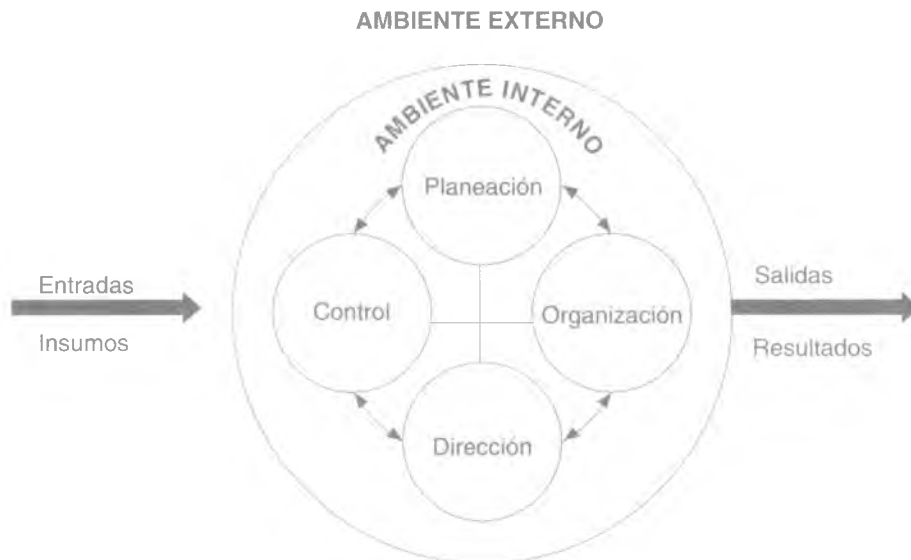 AMBIENTE EXTERNO
AMBIENTE INTERNO
Planeación
Entradas
Insumos
Control
Organización
Salidas
Resultados
Dirección